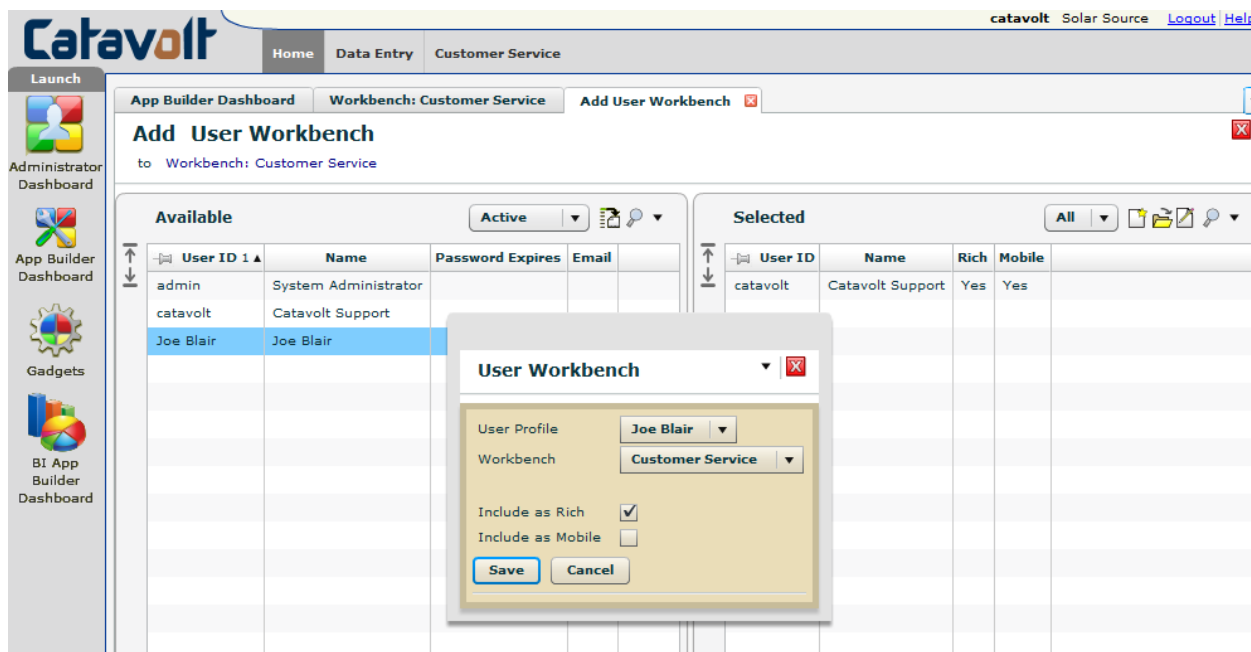 catavolt Solar Source Logout Help
Catavolt
Home Data Entry Customer Service
Launch
Administrator
Dashboard
App Builder
Dashboard
Gadgets
BI App
Builder
Dashboard
App Builder Dashboard Workbench: Customer Service Add User Workbench
Add User Workbench
to Workbench: Customer Service
Available Active
User ID 1 Name Password Expires Email
admin System Administrator
catavolt Catavolt Support
Joe Blair Joe Blair
Selected All
User ID Name Rich Mobile
catavolt Catavolt Support Yes Yes
User Workbench
User Profile Joe Blair
Workbench Customer Service
Include as Rich
Include as Mobile
Save Cancel